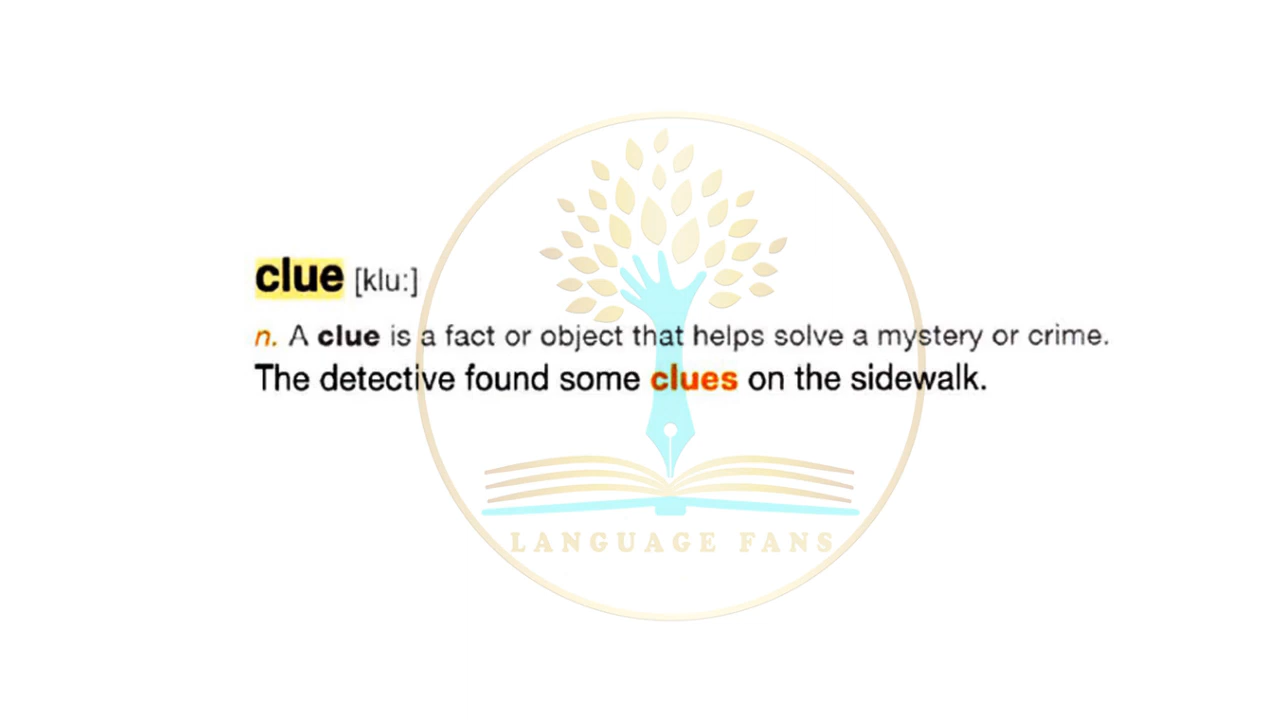 clue [klu:]
n. A clue is a fact or object that helps solve a mystery or crime.
The detective found some clues on the sidewalk.
LANGUAGE FANS